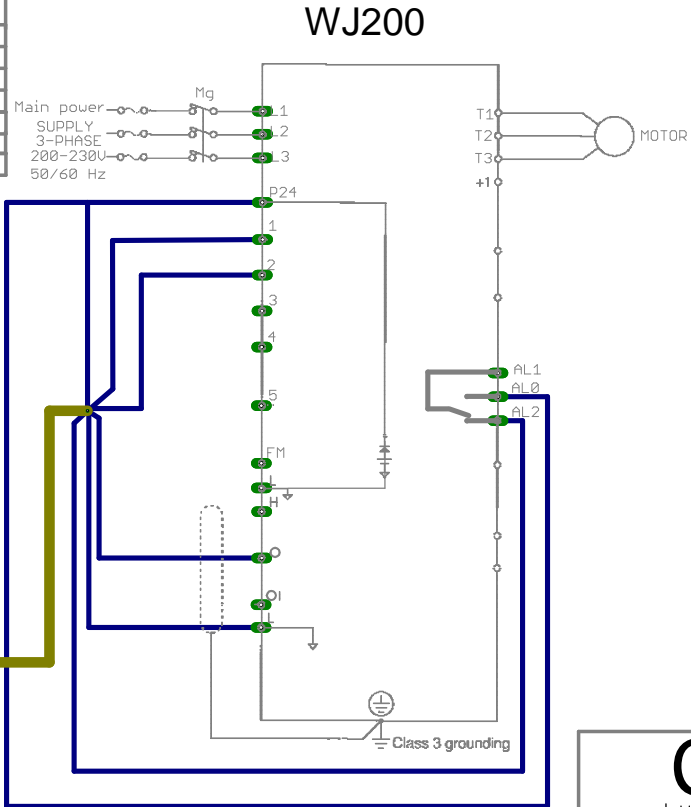 WJ200
Mg
Main power
SUPPLY
3-PHASE
200-230V
50/60 Hz
L1
L2
L3
T1
T2
T3
+1
MOTOR
P24
1
2
3
4
5
AL1
AL0
AL2
FM
L
H
O
OI
L
Class 3 grounding